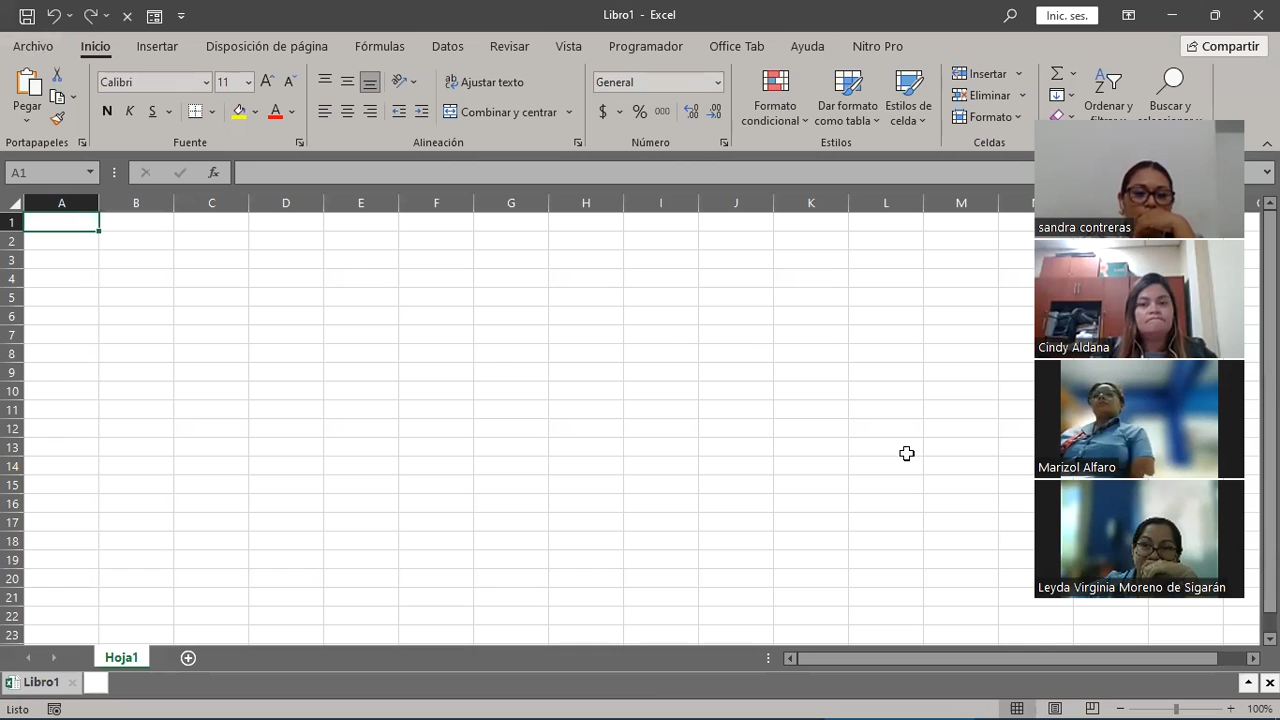 Libro1 - Excel
Inic. ses.
Archivo Inicio Insertar Disposición de página Fórmulas Datos Revisar Vista Programador Office Tab Ayuda Nitro Pro Compartir
Pegar
Portapapeles
Calibri 11
N K S A
Fuente
Ajustar texto
Combinar y centrar
Alineación
General
$ % 000
Número
Formato condicional
Dar formato como tabla
Estilos de celda
Estilos
Insertar
Eliminar
Formato
Celdas
Ordenar y
Buscar y
A1
fx
A B C D E F G H I J K L M
1
2
3
4
5
6
7
8
9
10
11
12
13
14
15
16
17
18
19
20
21
22
23
sandra contreras
Cindy Aldana
Marizol Alfaro
Leyda Virginia Moreno de Sigarán
Hoja1
Libro1
Listo
100%